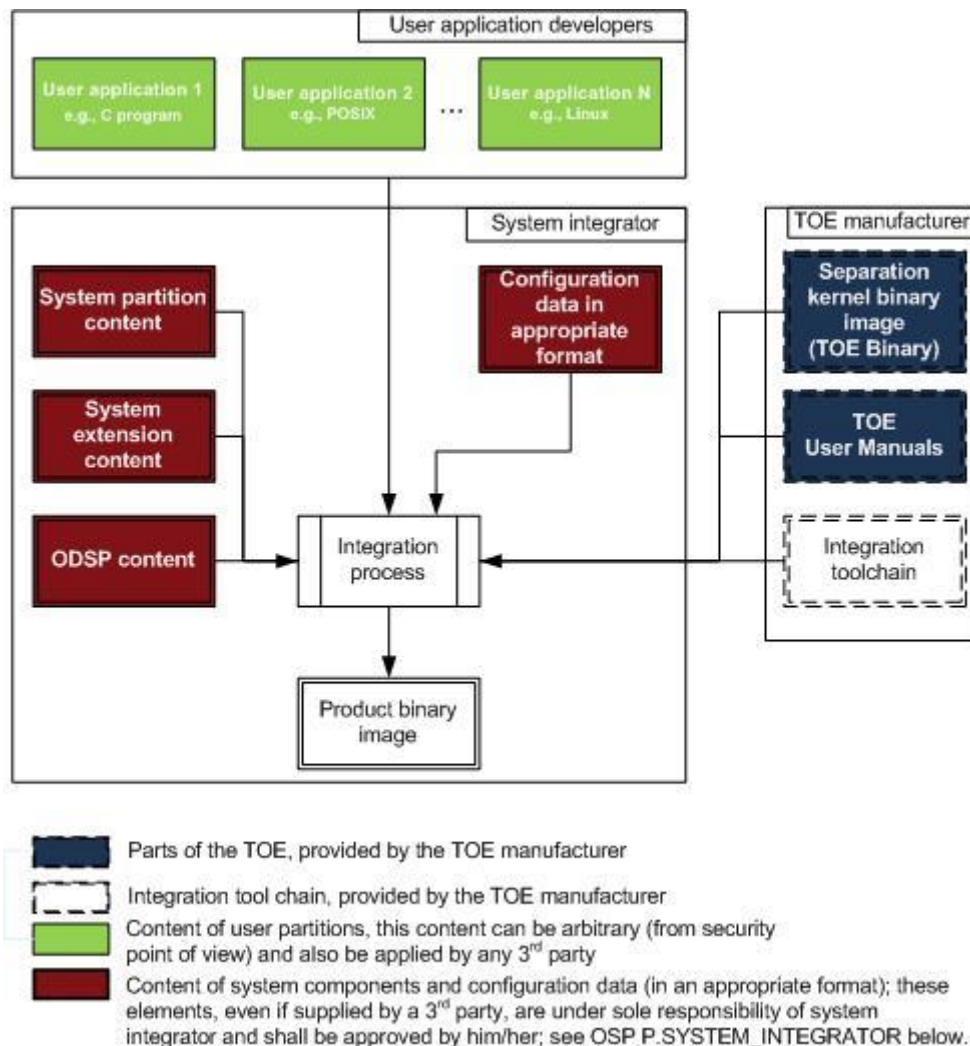 User application developers
User application 1
e.g., C program
User application 2
e.g., POSIX
...
User application N
e.g., Linux
System integrator
TOE manufacturer
System partition
content
Configuration
data in
appropriate
format
Separation
kernel binary
image
(TOE Binary)
System
extension
content
TOE
User Manuals
ODSP content
Integration
process
Integration
toolchain
Product binary
image
Parts of the TOE, provided by the TOE manufacturer
Integration tool chain, provided by the TOE manufacturer
Content of user partitions, this content can be arbitrary (from security
point of view) and also be applied by any 3rd party
Content of system components and configuration data (in an appropriate format); these
elements, even if supplied by a 3rd party, are under sole responsibility of system
integrator and shall be approved by him/her; see OSP P.SYSTEM_INTEGRATOR below.